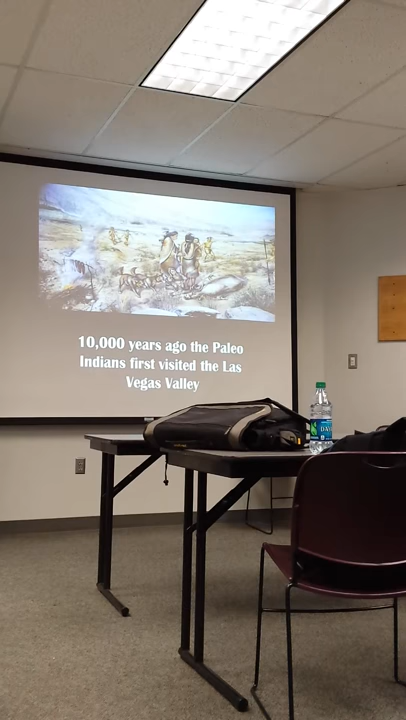 10,000 years ago the Paleo
Indians first visited the Las
Vegas Valley